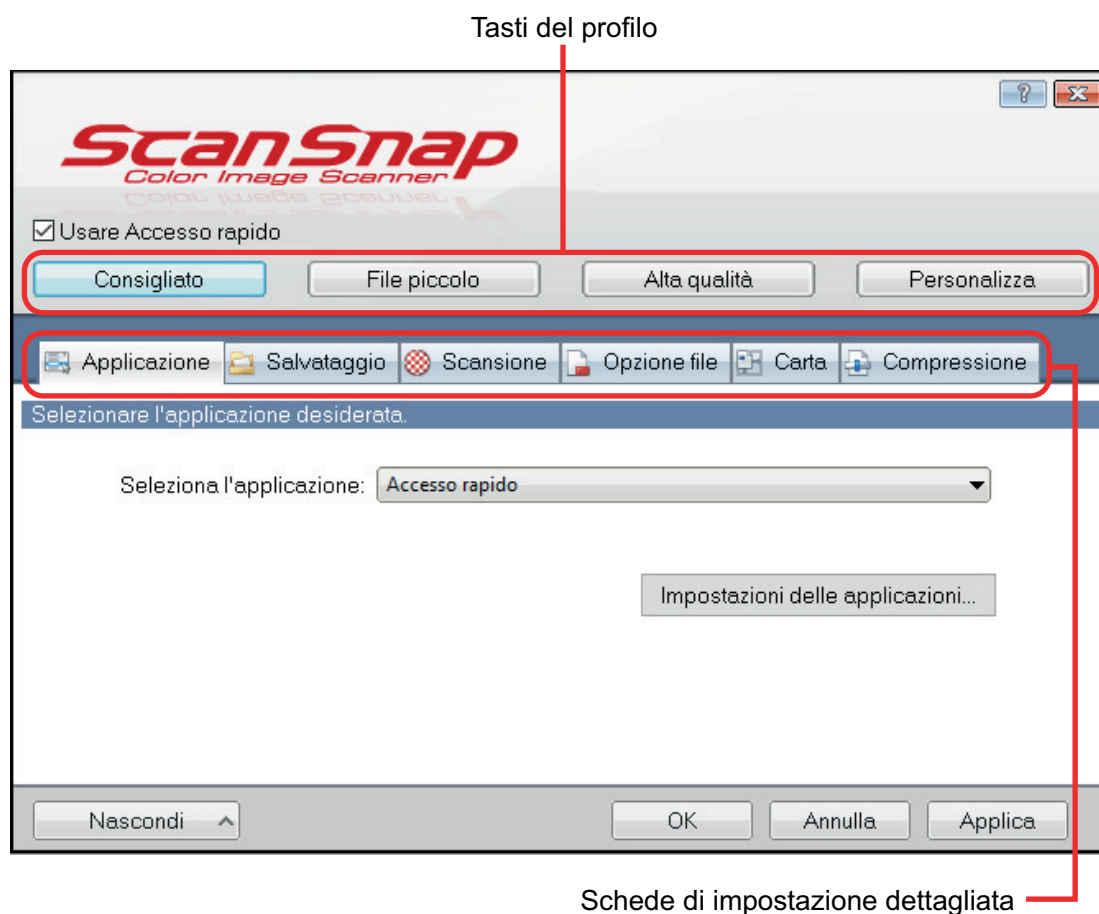 Tasti del profilo
?
ScanSnap
Color Image Scanner
Usare Accesso rapido
Consigliato File piccolo Alta qualità Personalizza
Applicazione Salvataggio Scansione Opzione file Carta Compressione
Selezionare l'applicazione desiderata.
Seleziona l'applicazione: Accesso rapido
Impostazioni delle applicazioni...
Nascondi OK Annulla Applica
Schede di impostazione dettagliata